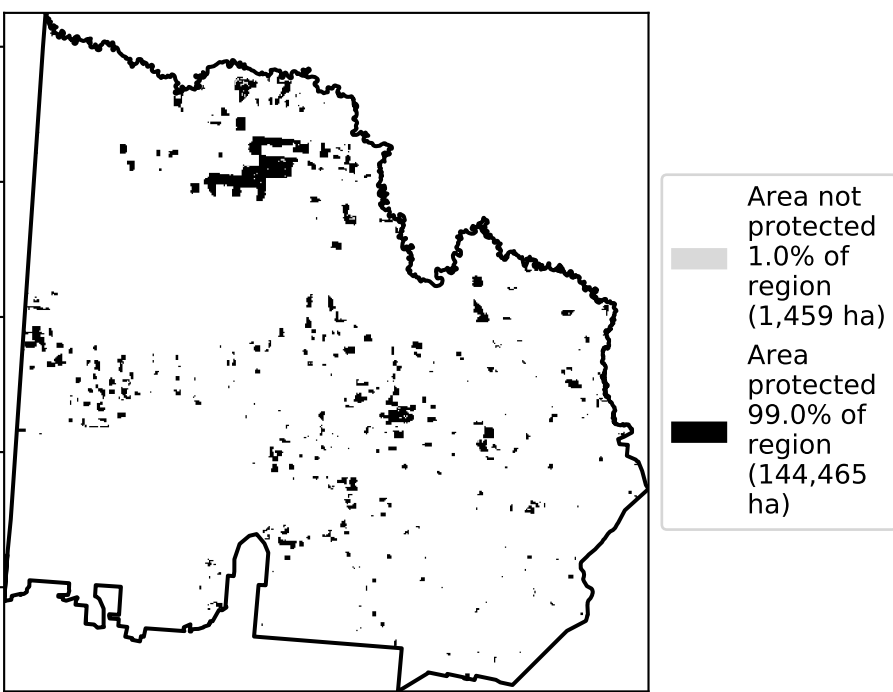 Area not
protected
1.0% of
region
(1,459 ha)
Area
protected
99.0% of
region
(144,465
ha)